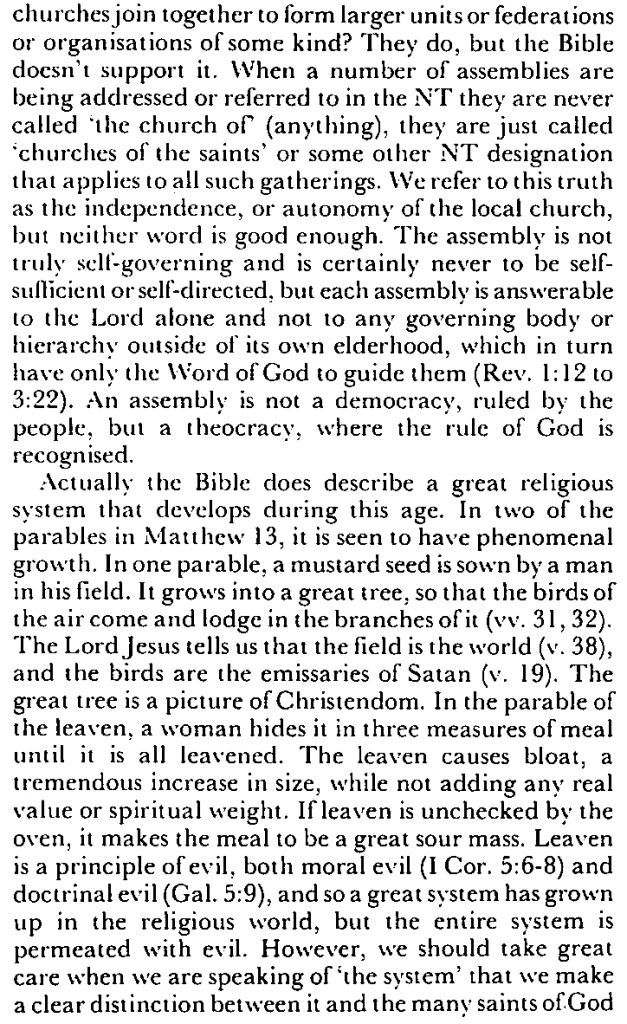 churches join together to form larger units or federations
or organisations of some kind? They do, but the Bible
doesn't support it. When a number of assemblies are
being addressed or referred to in the NT they are never
called 'the church of' (anything), they are just called
'churches of the saints' or some other NT designation
that applies to all such gatherings. We refer to this truth
as the independence, or autonomy of the local church,
but neither word is good enough. The assembly is not
truly self-governing and is certainly never to be self-
sufficient or self-directed, but each assembly is answerable
to the Lord alone and not to any governing body or
hierarchy outside of its own elderhood, which in turn
have only the Word of God to guide them (Rev. 1:12 to
3:22). An assembly is not a democracy, ruled by the
people, but a theocracy, where the rule of God is
recognised.
Actually the Bible does describe a great religious
system that develops during this age. In two of the
parables in Matthew 13, it is seen to have phenomenal
growth. In one parable, a mustard seed is sown by a man
in his field. It grows into a great tree, so that the birds of
the air come and lodge in the branches of it (vv. 31, 32).
The Lord Jesus tells us that the field is the world (v. 38),
and the birds are the emissaries of Satan (v. 19). The
great tree is a picture of Christendom. In the parable of
the leaven, a woman hides it in three measures of meal
until it is all leavened. The leaven causes bloat, a
tremendous increase in size, while not adding any real
value or spiritual weight. If leaven is unchecked by the
oven, it makes the meal to be a great sour mass. Leaven
is a principle of evil, both moral evil (I Cor. 5:6-8) and
doctrinal evil (Gal. 5:9), and so a great system has grown
up in the religious world, but the entire system is
permeated with evil. However, we should take great
care when we are speaking of 'the system' that we make
a clear distinction between it and the many saints of God